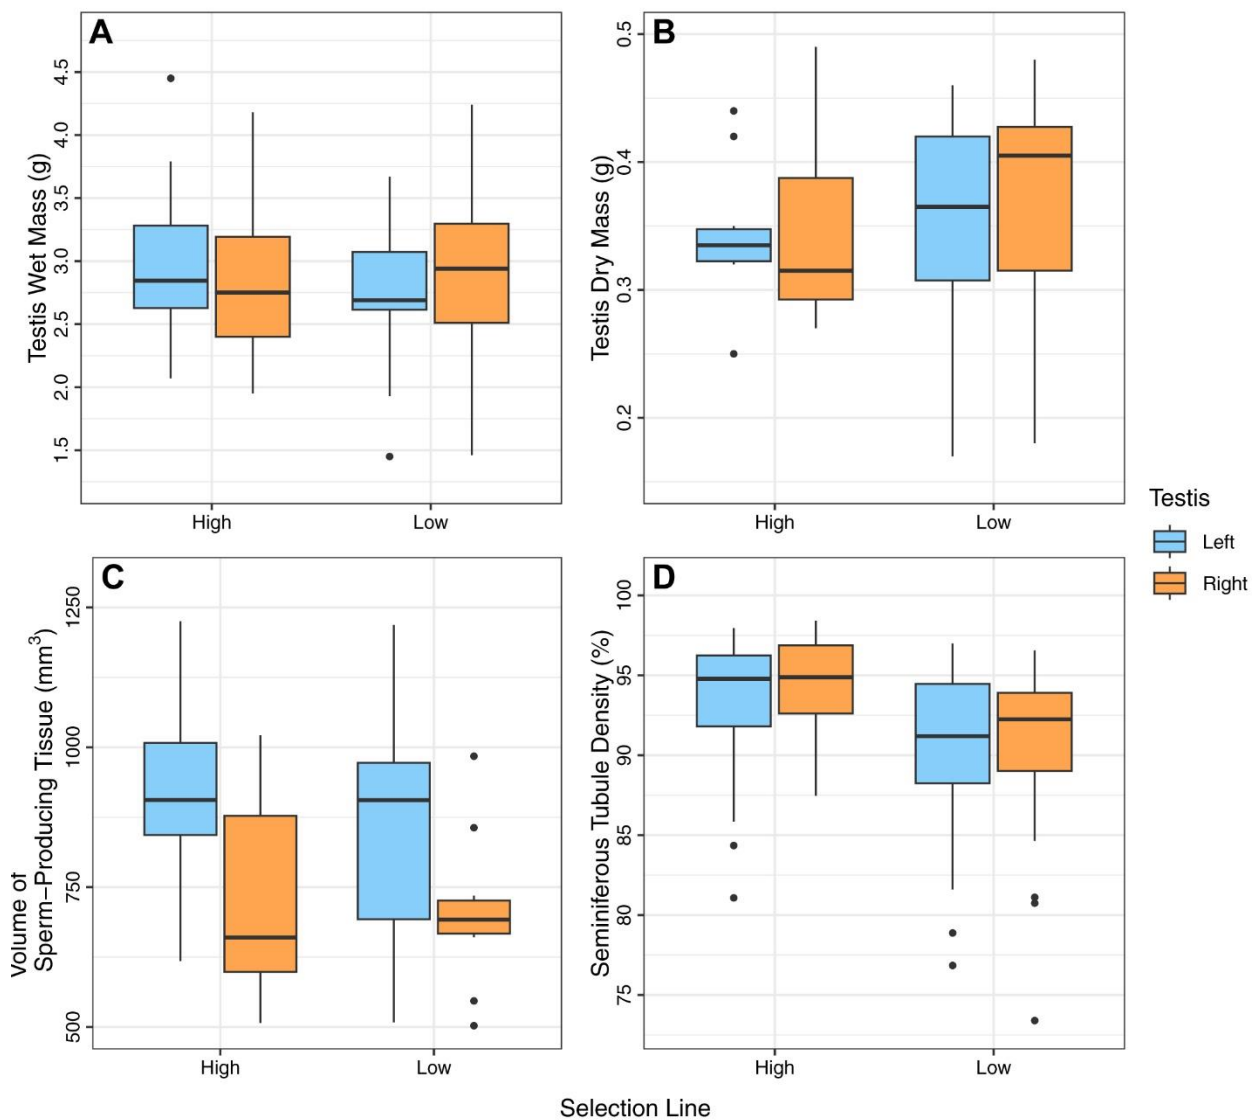 A
Testis Wet Mass (g)
4.5
4.0
3.5
3.0
2.5
2.0
1.5
High
Low
B
Testis Dry Mass (g)
0.5
0.4
0.3
0.2
High
Low
Testis
Left
Right
C
Volume of
Sperm−Producing Tissue (mm³)
1250
1000
750
500
High
Low
D
Seminiferous Tubule Density (%)
100
95
90
85
80
75
High
Low
Selection Line